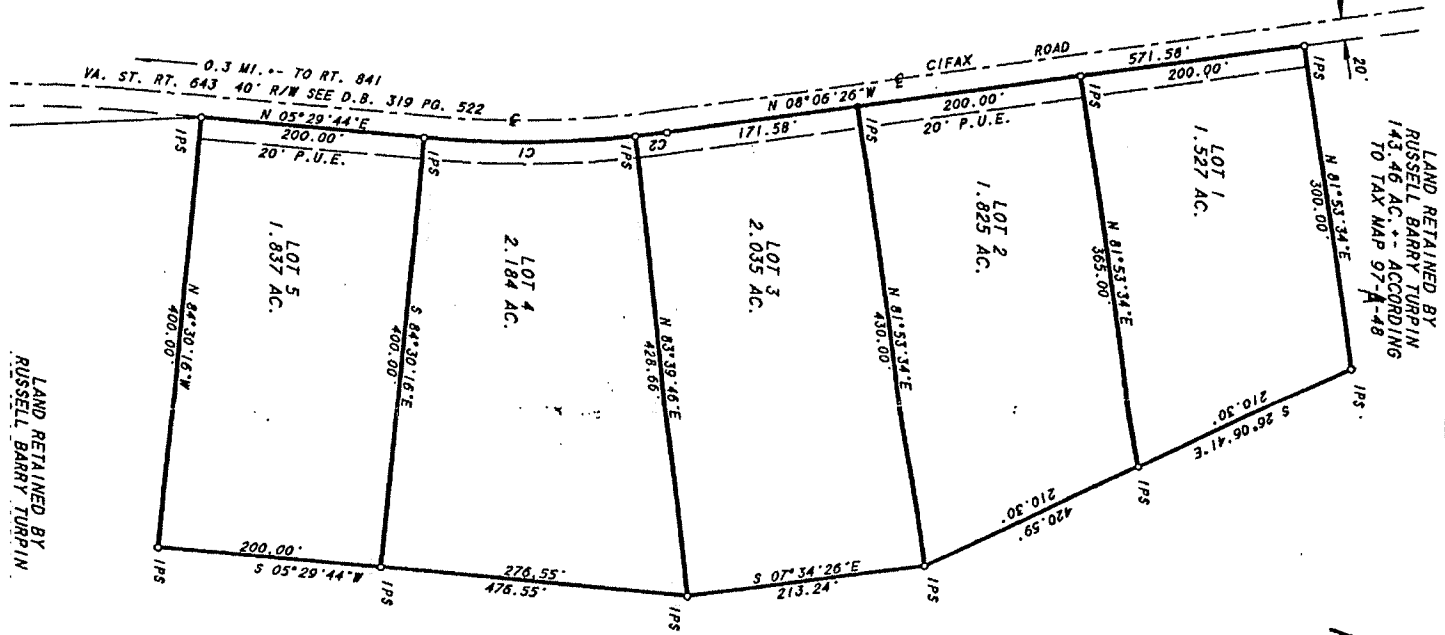 0.3 MI.+- TO RT. 841
VA. ST. RT. 643 40' R/W SEE D.B. 319 PG. 522
CIFAX ROAD
571.58'
20'
N 05°29'44"E
200.00'
20' P.U.E.
C1
C2
N 08°06'26"W
171.58'
200.00'
20' P.U.E.
200.00'
IPS
IPS
IPS
IPS
IPS
IPS
LAND RETAINED BY
RUSSELL BARRY TURPIN
143.46 AC.+- ACCORDING
TO TAX MAP 97-A-48
LOT 1
1.527 AC.
N 81°53'34"E
300.00'
LOT 2
1.825 AC.
N 81°53'34"E
365.00'
LOT 3
2.035 AC.
N 81°53'34"E
430.00'
LOT 4
2.184 AC.
N 83°39'46"E
428.66'
LOT 5
1.837 AC.
S 84°30'16"E
400.00'
N 84°30'16"W
400.00'
IPS
210.30'
S 26°06'41"E
IPS
210.30'
420.59'
IPS
S 07°34'26"E
213.24'
IPS
276.55'
476.55'
IPS
200.00'
S 05°29'44"W
IPS
LAND RETAINED BY
RUSSELL BARRY TURPIN